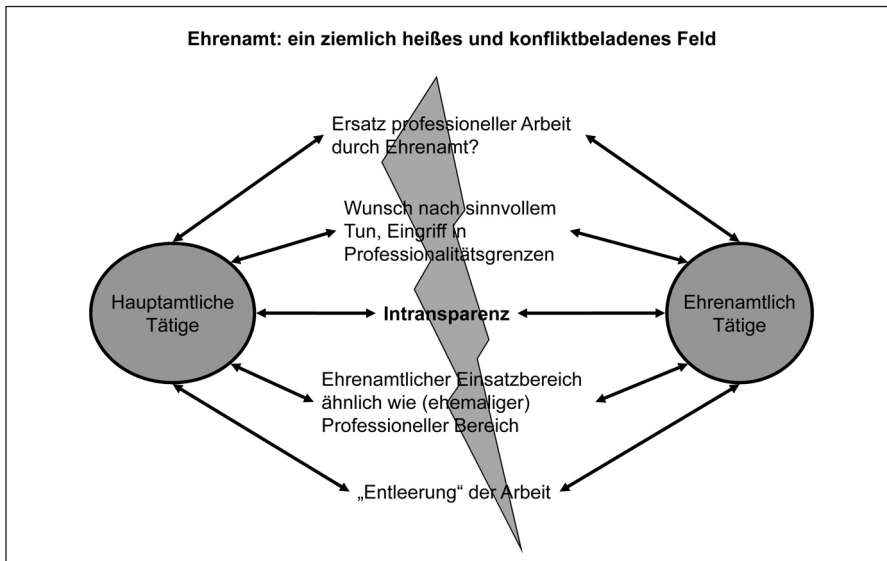 Ehrenamt: ein ziemlich heißes und konfliktbeladenes Feld
Ersatz professioneller Arbeit
durch Ehrenamt?
Wunsch nach sinnvollem
Tun, Eingriff in
Professionalitätsgrenzen
Hauptamtliche
Tätige
Intransparenz
Ehrenamtlich
Tätige
Ehrenamtlicher Einsatzbereich
ähnlich wie (ehemaliger)
Professioneller Bereich
„Entleerung“ der Arbeit